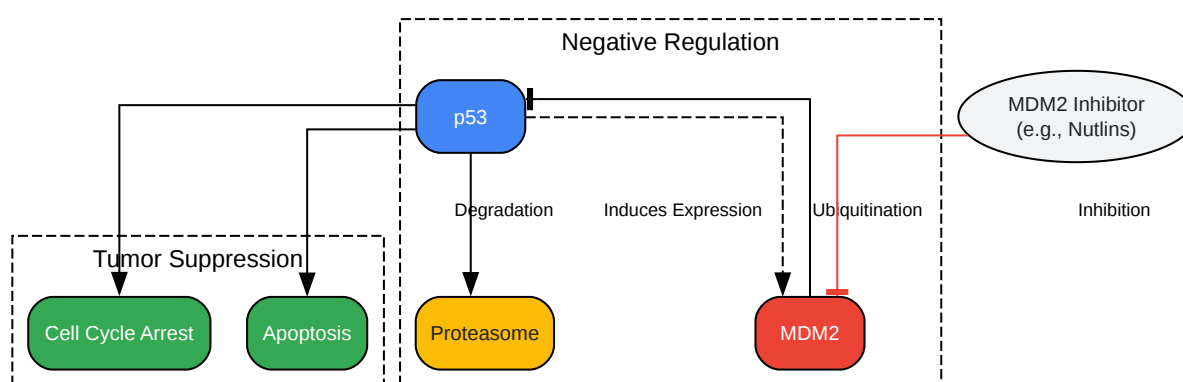 Negative Regulation
p53
MDM2 Inhibitor
(e.g., Nutlins)
Degradation
Induces Expression
Ubiquitination
Inhibition
Tumor Suppression
Cell Cycle Arrest
Apoptosis
Proteasome
MDM2